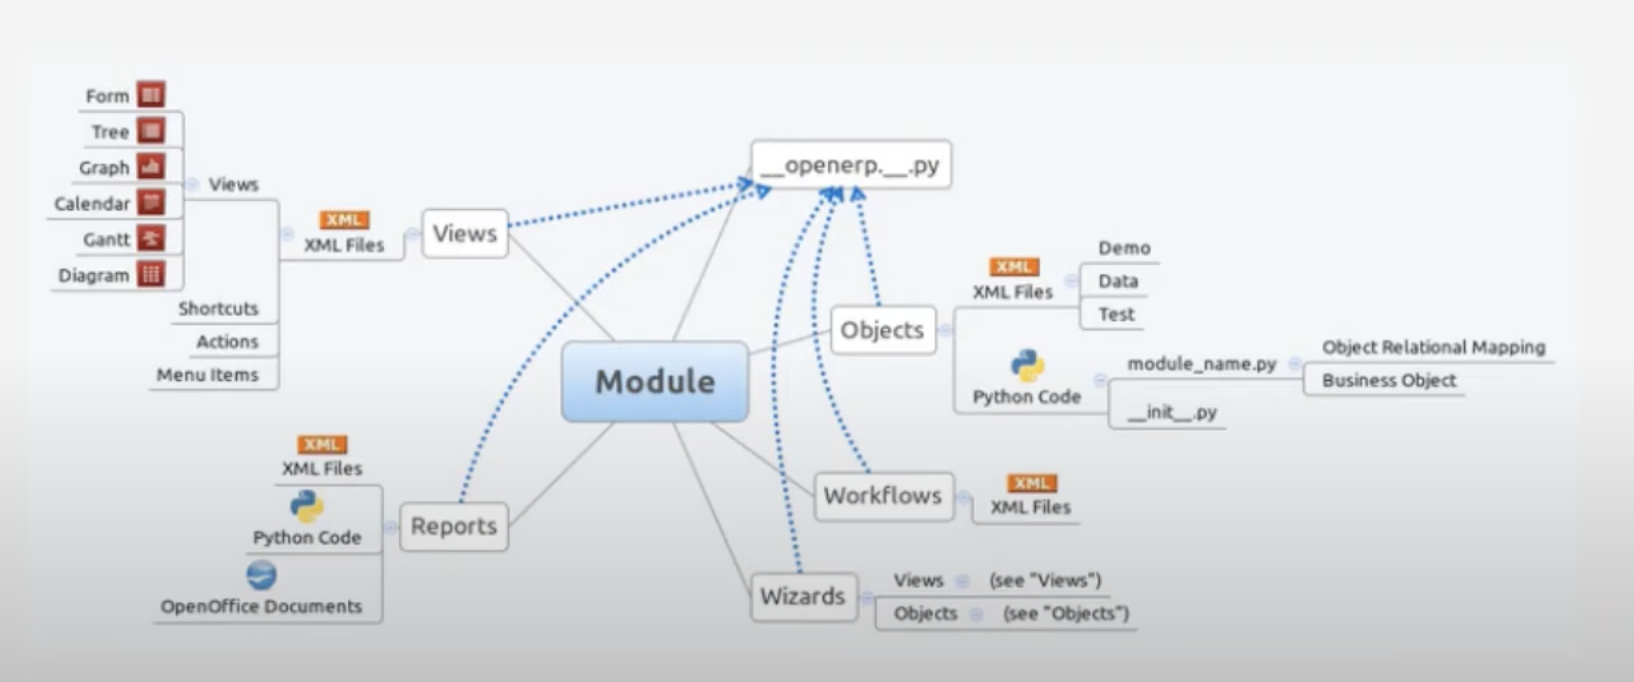 Form
Tree
Graph
Calendar
Gantt
Diagram
Views
Shortcuts
Actions
Menu Items
XML
XML Files
Views
__openerp.__.py
Module
Objects
XML
XML Files
Demo
Data
Test
Python Code
module_name.py
Object Relational Mapping
Business Object
__init__.py
Workflows
XML
XML Files
Wizards
Views (see "Views")
Objects (see "Objects")
Reports
XML
XML Files
Python Code
OpenOffice Documents